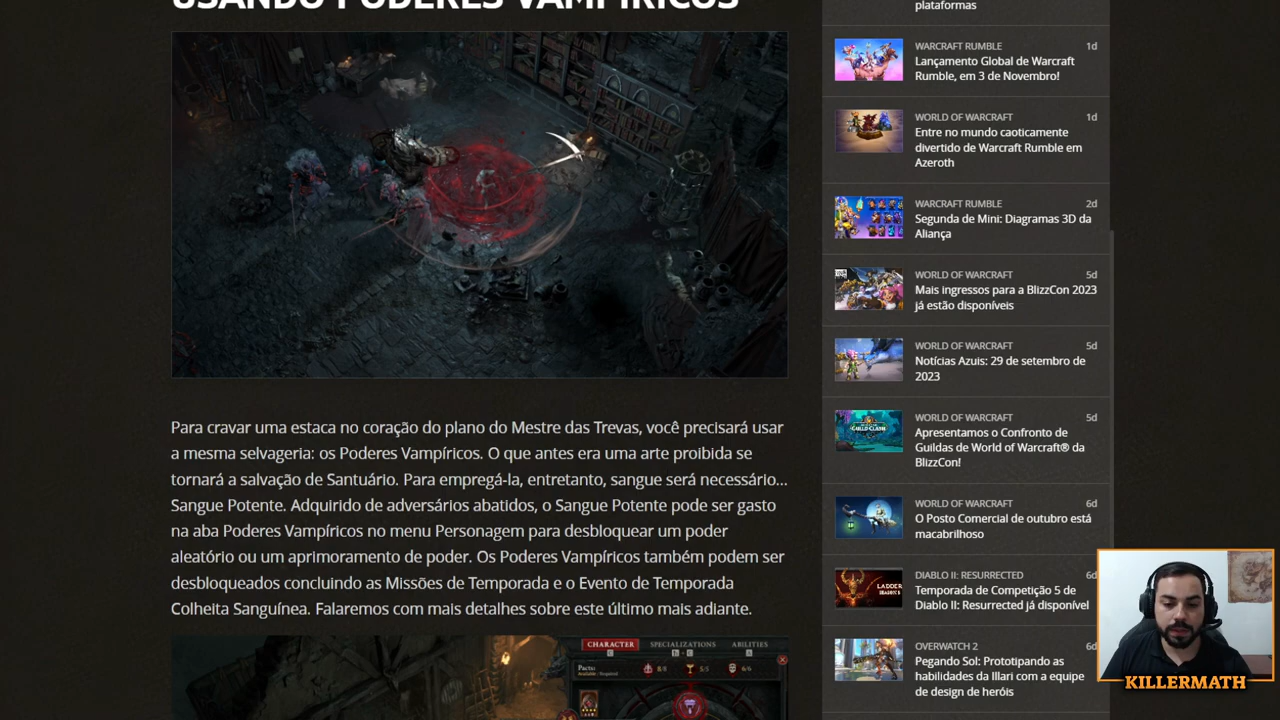 USANDO PODERES VAMPÍRICOS
Para cravar uma estaca no coração do plano do Mestre das Trevas, você precisará usar
a mesma selvageria: os Poderes Vampíricos. O que antes era uma arte proibida se
tornará a salvação de Santuário. Para empregá-la, entretanto, sangue será necessário...
Sangue Potente. Adquirido de adversários abatidos, o Sangue Potente pode ser gasto
na aba Poderes Vampíricos no menu Personagem para desbloquear um poder
aleatório ou um aprimoramento de poder. Os Poderes Vampíricos também podem ser
desbloqueados concluindo as Missões de Temporada e o Evento de Temporada
Colheita Sanguínea. Falaremos com mais detalhes sobre este último mais adiante.
CHARACTER SPECIALIZATIONS ABILITIES
Pacts:
8/8 5/5 6/6
plataformas
WARCRAFT RUMBLE 1d
Lançamento Global de Warcraft
Rumble, em 3 de Novembro!
WORLD OF WARCRAFT 1d
Entre no mundo caoticamente
divertido de Warcraft Rumble em
Azeroth
WARCRAFT RUMBLE 2d
Segunda de Mini: Diagramas 3D da
Aliança
WORLD OF WARCRAFT 5d
Mais ingressos para a BlizzCon 2023
já estão disponíveis
WORLD OF WARCRAFT 5d
Notícias Azuis: 29 de setembro de
2023
WORLD OF WARCRAFT 5d
Apresentamos o Confronto de
Guildas de World of Warcraft® da
BlizzCon!
WORLD OF WARCRAFT 6d
O Posto Comercial de outubro está
macabrilhoso
DIABLO II: RESURRECTED 6d
Temporada de Competição 5 de
Diablo II: Resurrected já disponível
OVERWATCH 2 6d
Pegando Sol: Prototipando as
habilidades da Illari com a equipe
de design de heróis
KILLERMATH